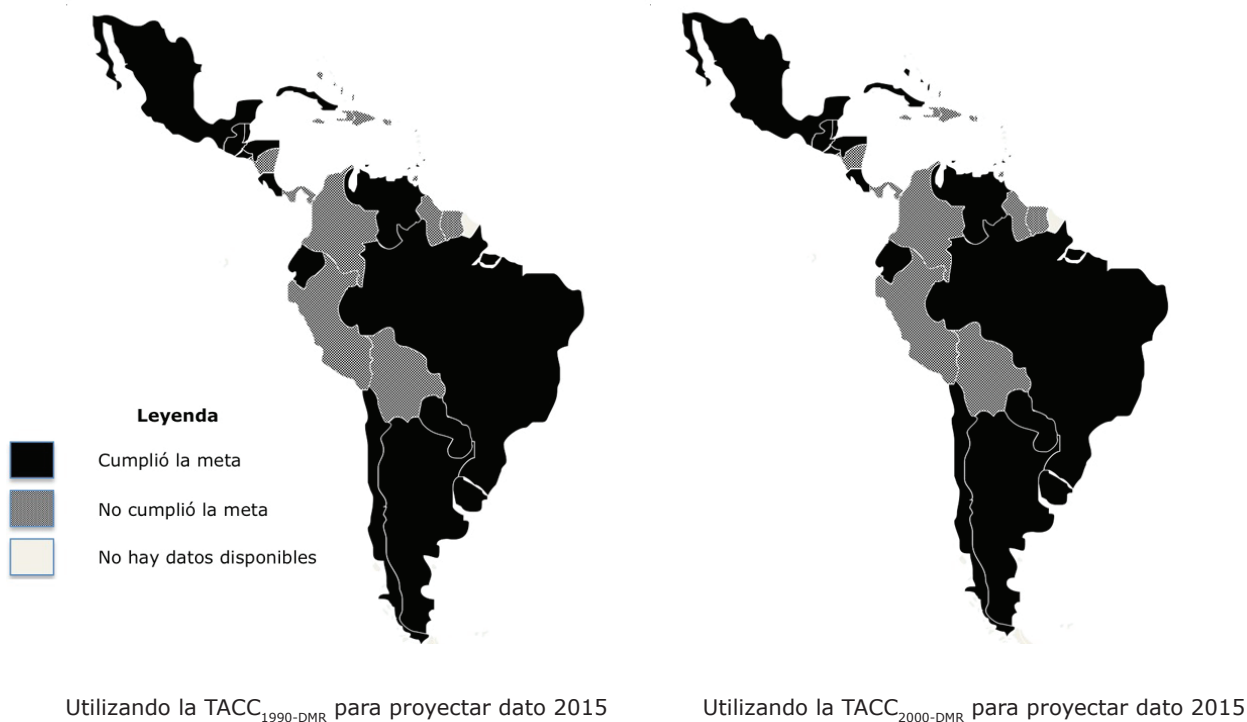 Leyenda
Cumplió la meta
No cumplió la meta
No hay datos disponibles
Utilizando la TACC1990-DMR para proyectar dato 2015
Utilizando la TACC2000-DMR para proyectar dato 2015